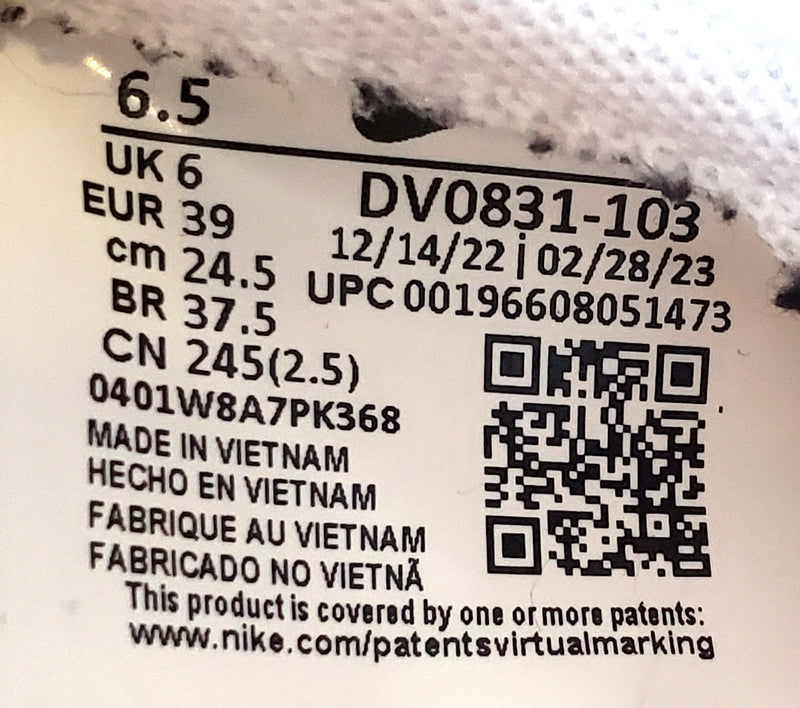 6.5
UK 6
EUR 39
cm 24.5
BR 37.5
CN 245(2.5)
DV0831-103
12/14/22 | 02/28/23
UPC 00196608051473
0401W8A7PK368
MADE IN VIETNAM
HECHO EN VIETNAM
FABRIQUE AU VIETNAM
FABRICADO NO VIETNÃ
This product is covered by one or more patents:
www.nike.com/patentsvirtualmarking